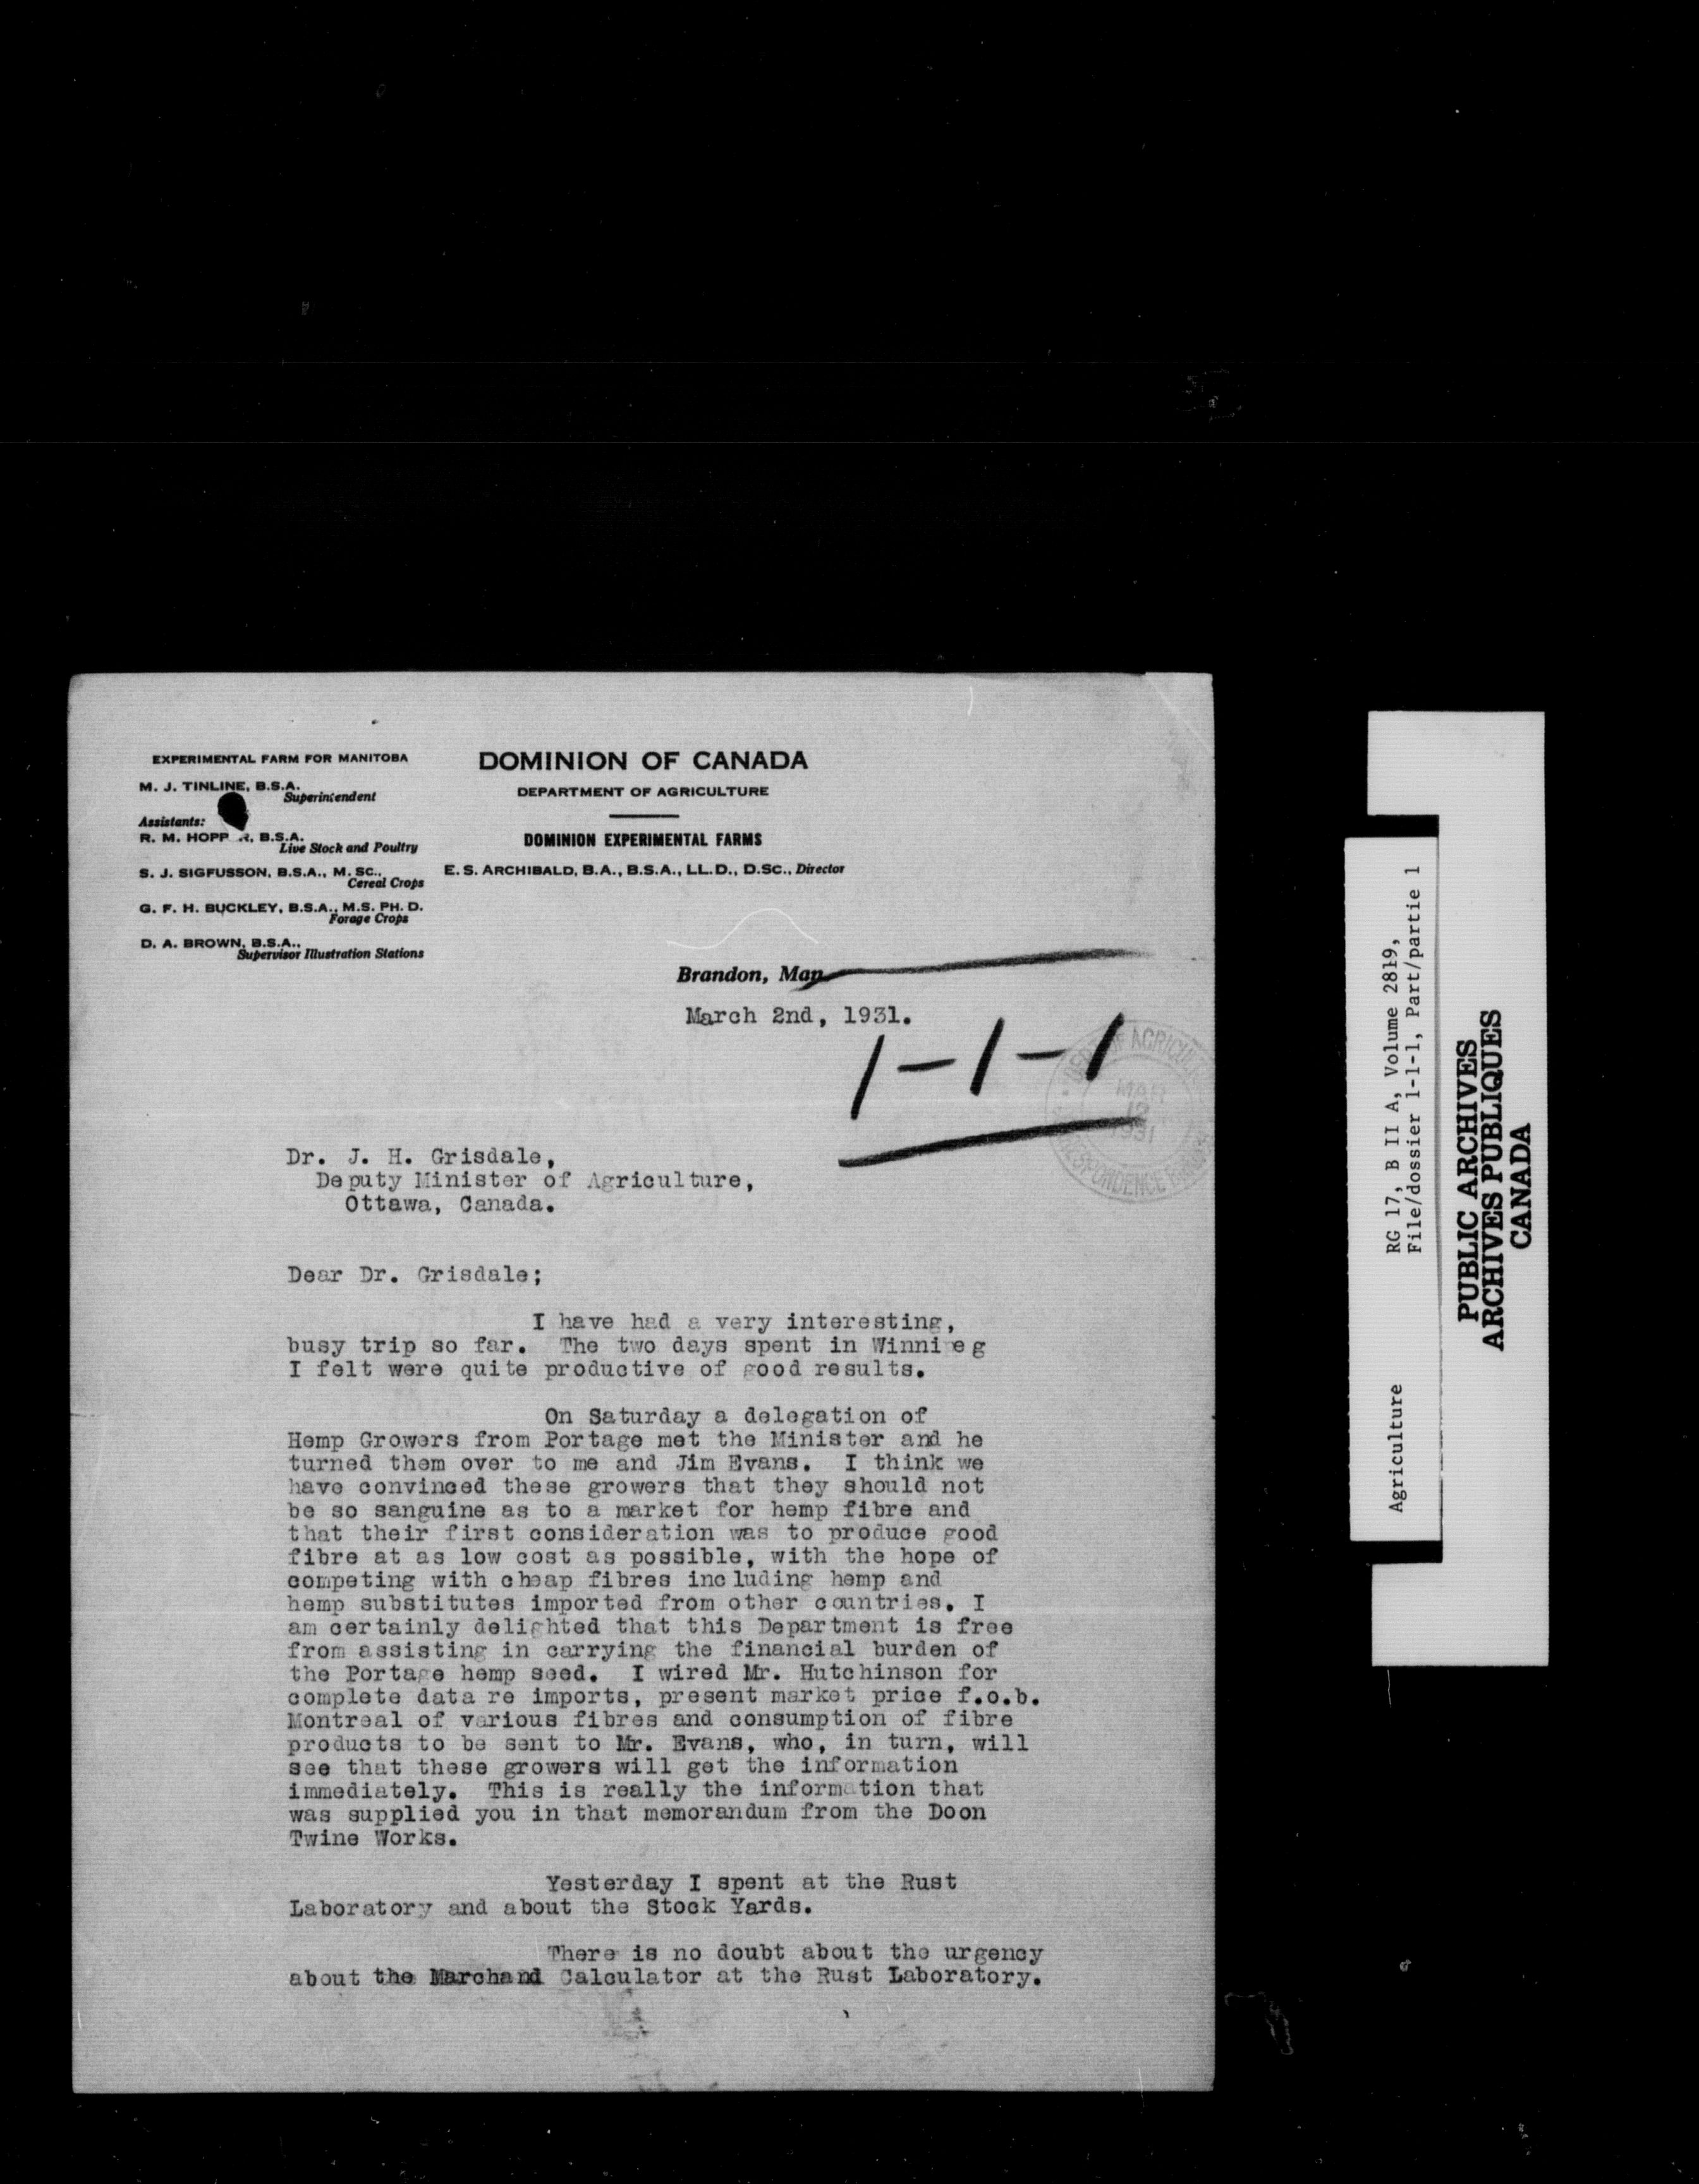 EXPERIMENTAL FARM FOR MANITOBA
M. J. TINLINE, B.S.A.
Superintendent
Assistants:
R. M. HOPP R, B.S.A.
Live Stock and Poultry
S. J. SIGFUSSON, B.S.A., M. SC.,
Cereal Crops
G. F. H. BUCKLEY, B.S.A., M.S. PH. D.
Forage Crops
D. A. BROWN, B.S.A.,
Supervisor Illustration Stations
DOMINION OF CANADA
DEPARTMENT OF AGRICULTURE
DOMINION EXPERIMENTAL FARMS
E. S. ARCHIBALD, B.A., B.S.A., LL.D., D.SC., Director
Brandon, Man
March 2nd, 1931.
1-1-1
OF AGRICUL
MAR
12
1931
Dr. J. H. Grisdale,
Deputy Minister of Agriculture,
Ottawa, Canada.
Dear Dr. Grisdale;
I have had a very interesting,
busy trip so far. The two days spent in Winni eg
I felt were quite productive of good results.
On Saturday a delegation of
Hemp Growers from Portage met the Minister and he
turned them over to me and Jim Evans. I think we
have convinced these growers that they should not
be so sanguine as to a market for hemp fibre and
that their first consideration was to produce good
fibre at as low cost as possible, with the hope of
competing with cheap fibres including hemp and
hemp substitutes imported from other countries. I
am certainly delighted that this Department is free
from assisting in carrying the financial burden of
the Portage hemp seed. I wired Mr. Hutchinson for
complete data re imports, present market price f.o.b.
Montreal of various fibres and consumption of fibre
products to be sent to Mr. Evans, who, in turn, will
see that these growers will get the information
immediately. This is really the information that
was supplied you in that memorandum from the Doon
Twine Works.
Yesterday I spent at the Rust
Laboratory and about the Stock Yards.
There is no doubt about the urgency
about the Marchand Calculator at the Rust Laboratory.
Agriculture RG 17, B II A, Volume 2819,
File/dossier 1-1-1, Part/partie 1
PUBLIC ARCHIVES
ARCHIVES PUBLIQUES
CANADA